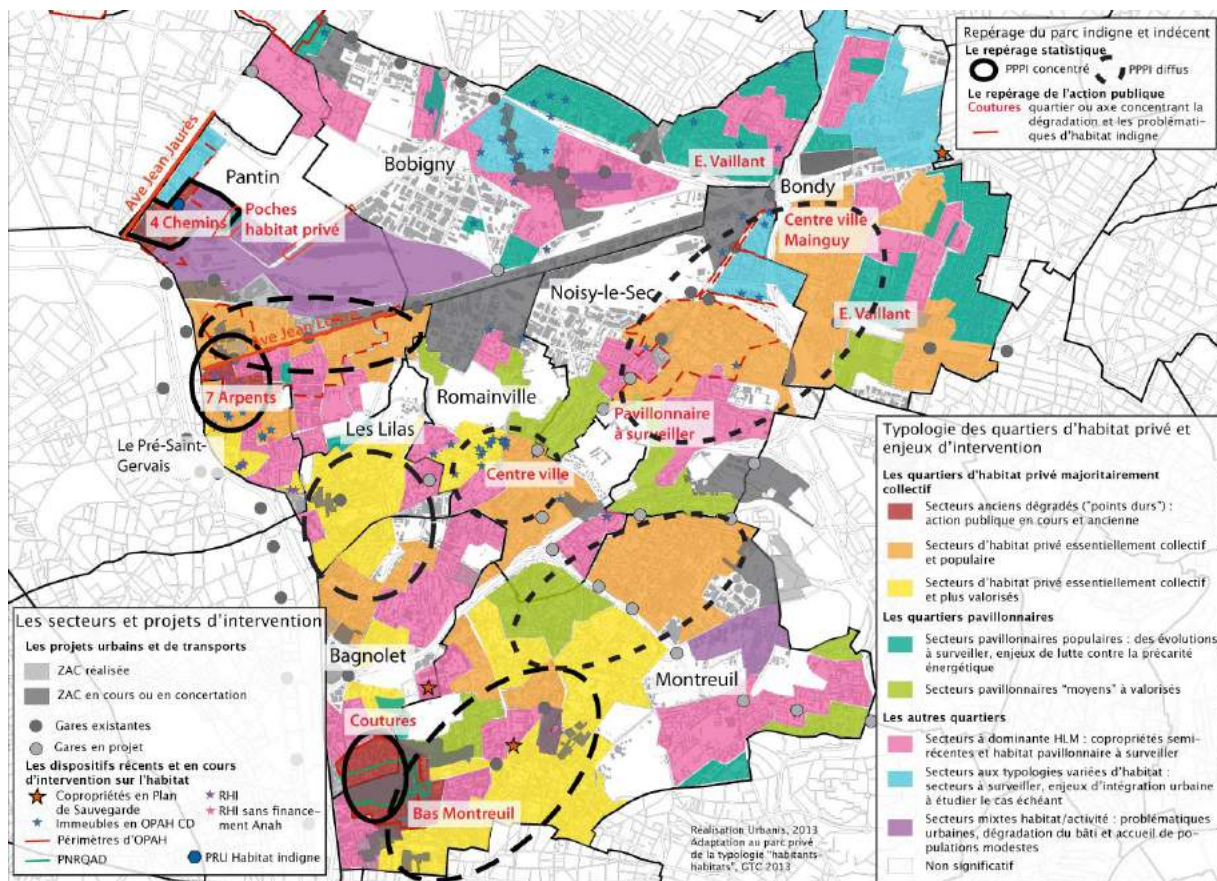 Repérage du parc indigne et indécent
Le repérage statistique
PPPI concentré
PPPI diffus
Le repérage de l'action publique
Coutures
quartier ou axe concentrant la
dégradation et les problémati-
ques d'habitat indigne
Ave Jean Jaurès
Pantin
Bobigny
E. Vaillant
Bondy
4 Chemins
Poches
habitat privé
Centre ville
Mainguy
Noisy-le-Sec
E. Vaillant
7 Arpents
Romainville
Les Lilas
Pavillonnaire
à surveiller
Le Pré-Saint-
Gervais
Centre ville
Bagnolet
Montreuil
Coutures
Bas Montreuil
Typologie des quartiers d'habitat privé et
enjeux d'intervention
Les quartiers d'habitat privé majoritairement
collectif
Secteurs anciens dégradés ("points durs") :
action publique en cours et ancienne
Secteurs d'habitat privé essentiellement collectif
et populaire
Secteurs d'habitat privé essentiellement collectif
et plus valorisés
Les quartiers pavillonnaires
Secteurs pavillonnaires populaires : des évolutions
à surveiller, enjeux de lutte contre la précarité
énergétique
Secteurs pavillonnaires "moyens" à valorisés
Les autres quartiers
Secteurs à dominante HLM : copropriétés semi-
récentes et habitat pavillonnaire à surveiller
Secteurs aux typologies variées d'habitat :
secteurs à surveiller, enjeux d'intégration urbaine
à étudier le cas échéant
Secteurs mixtes habitat/activité : problématiques
urbaines, dégradation du bâti et accueil de po-
pulations modestes
Non significatif
Les secteurs et projets d'intervention
Les projets urbains et de transports
ZAC réalisée
ZAC en cours ou en concertation
Gares existantes
Gares en projet
Les dispositifs récents et en cours
d'intervention sur l'habitat
Copropriétés en Plan
de Sauvegarde
Immeubles en OPAH CD
Périmètres d'OPAH
PNRQAD
RHI
RHI sans finance-
ment Anah
PRU Habitat indigne
Réalisation Urbanis, 2013
Adaptation au parc privé
de la typologie "habitants-
habitats", GTC 2013